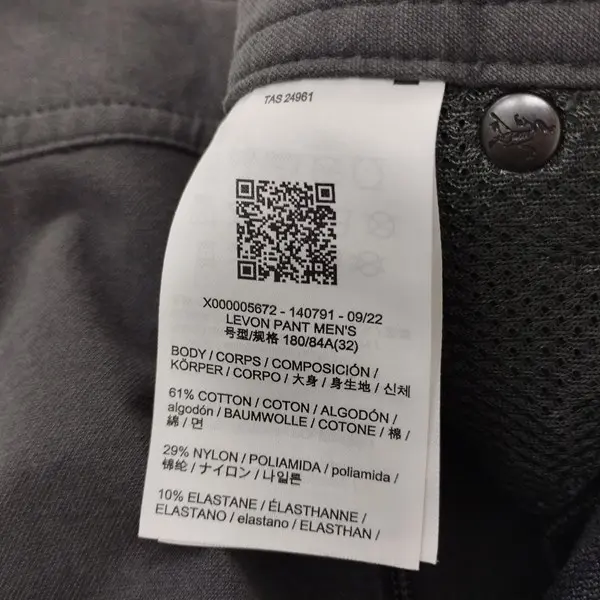 TAS 24961
X000005672 - 140791 - 09/22
LEVON PANT MEN'S
号型/规格 180/84A(32)
BODY / CORPS / COMPOSICIÓN /
KÖRPER / CORPO / 大身 / 身生地 / 신체
61% COTTON / COTON / ALGODÓN /
algodón / BAUMWOLLE / COTONE / 棉 /
綿 / 면
29% NYLON / POLIAMIDA / poliamida /
锦纶 / ナイロン / 나일론
10% ELASTANE / ÉLASTHANNE /
ELASTANO / elastano / ELASTHAN /